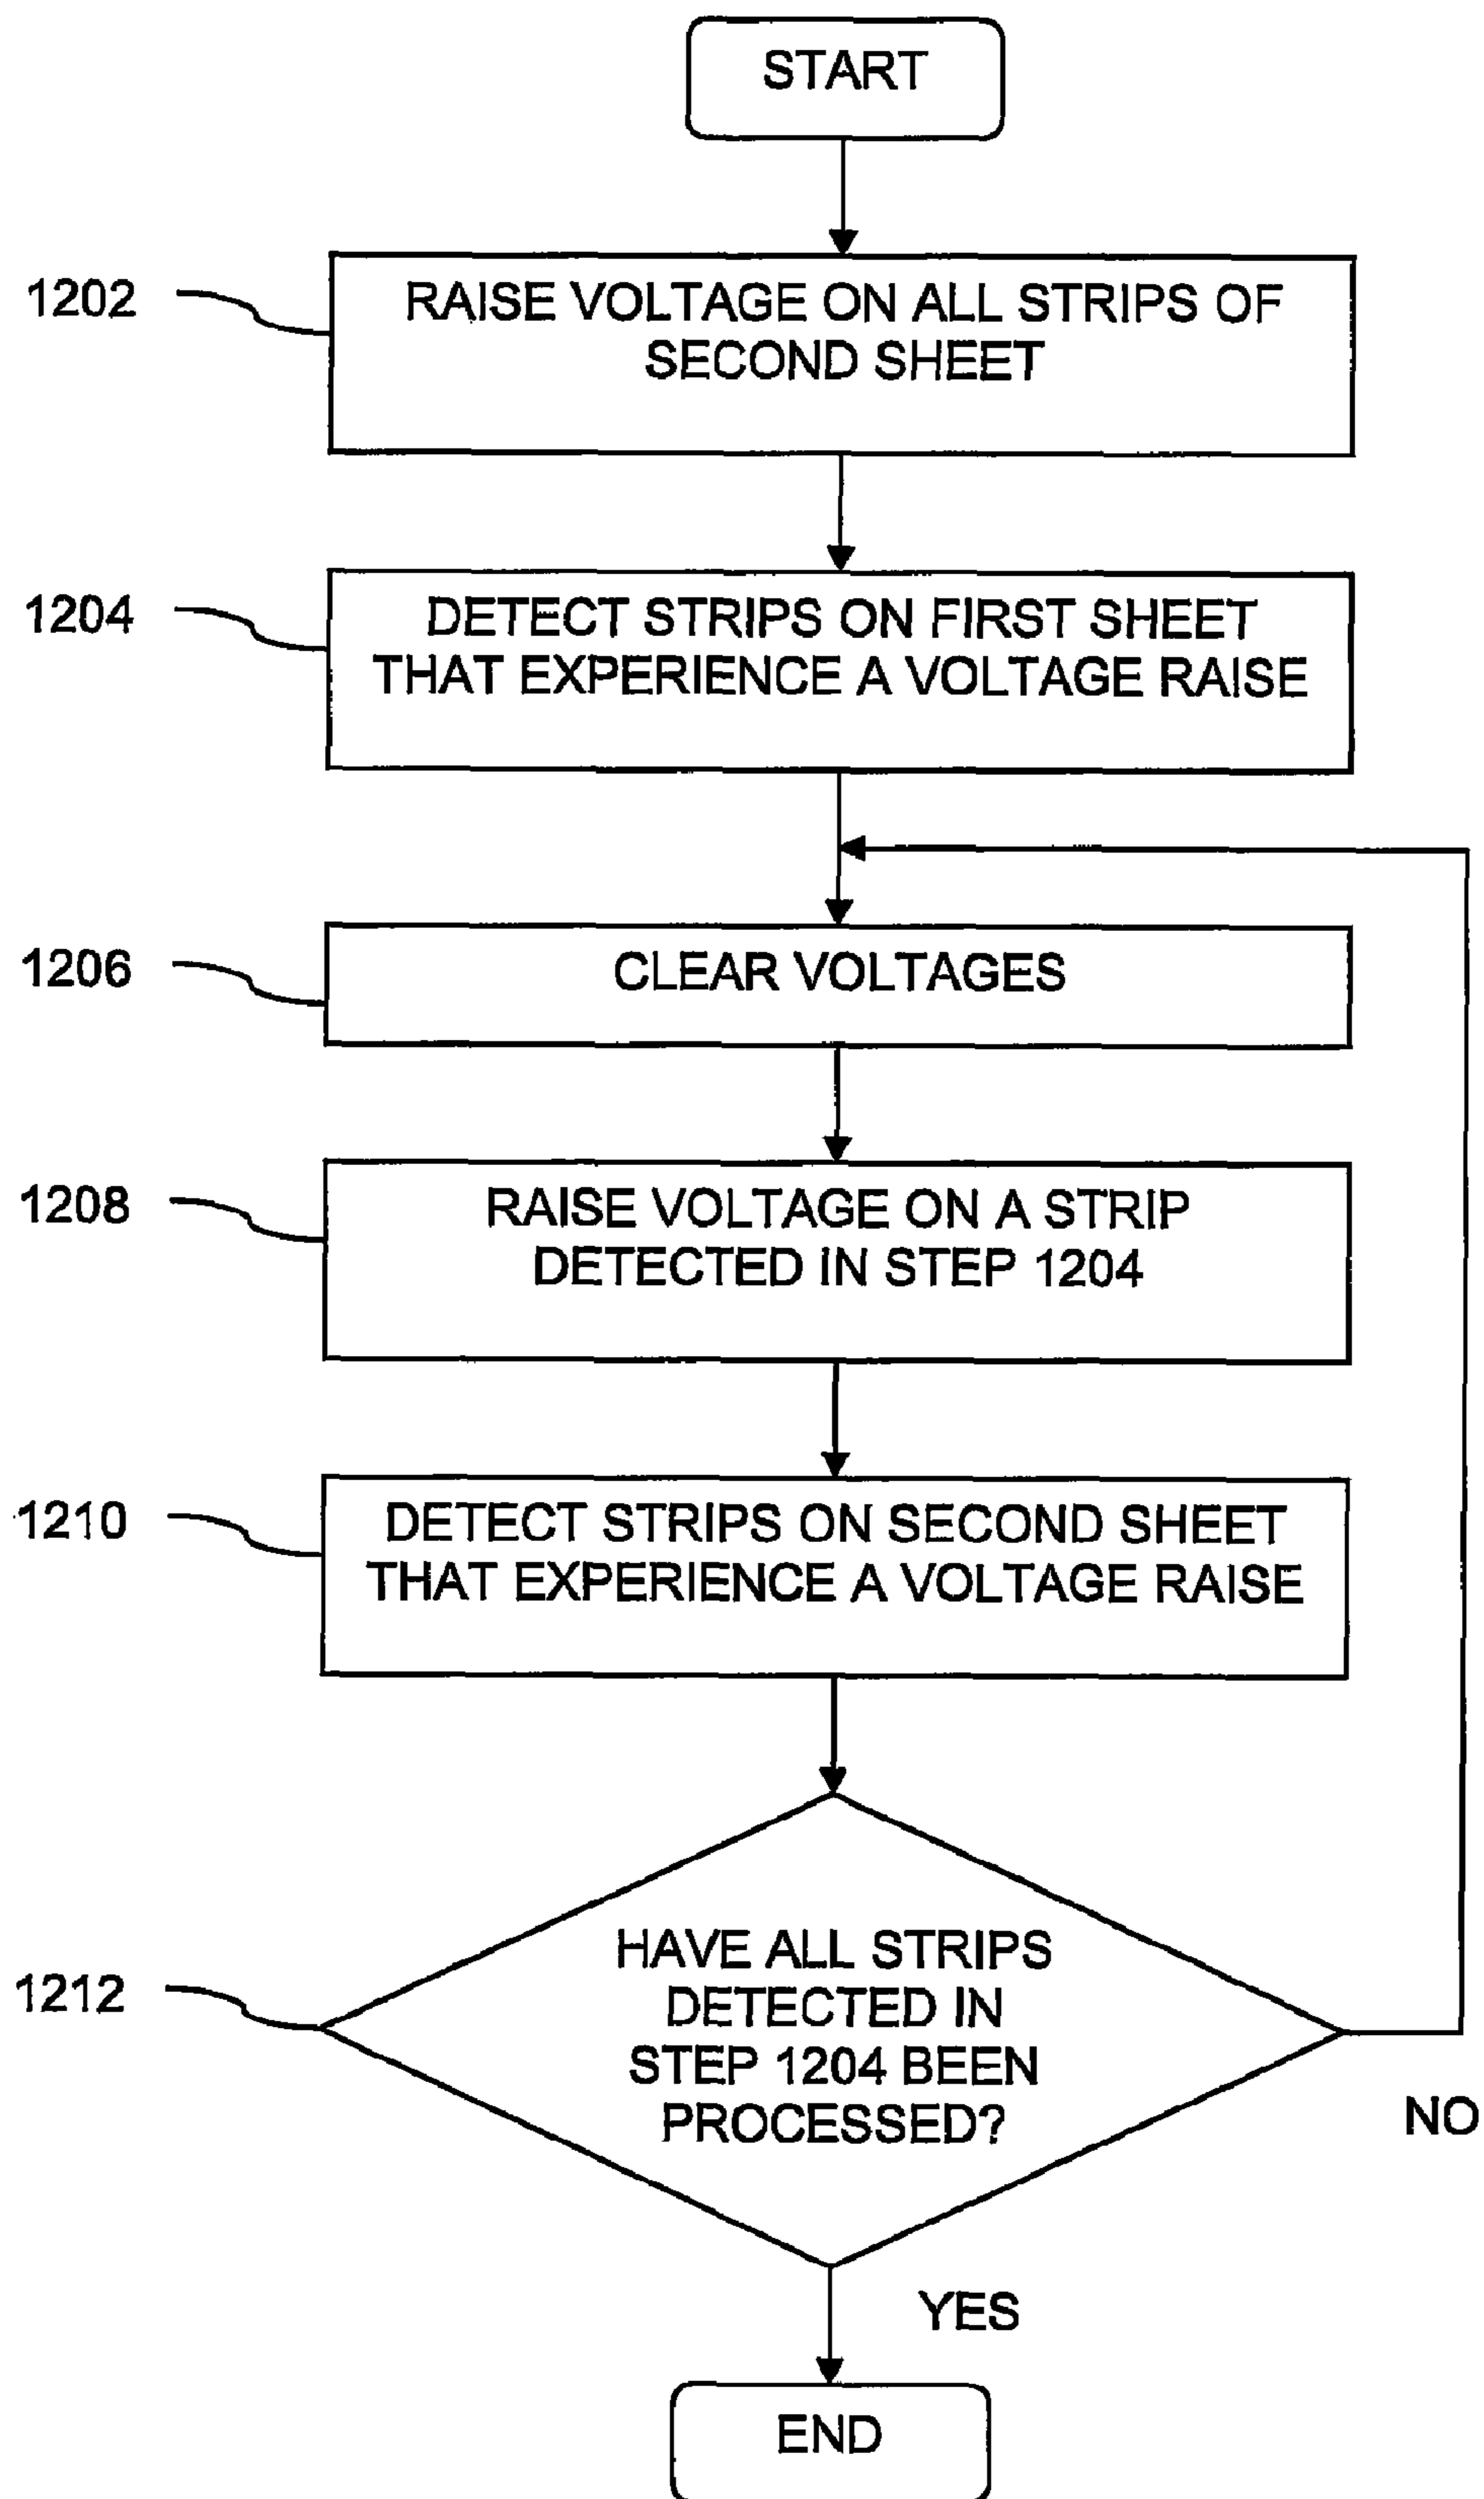 START
1202
RAISE VOLTAGE ON ALL STRIPS OF
SECOND SHEET
1204
DETECT STRIPS ON FIRST SHEET
THAT EXPERIENCE A VOLTAGE RAISE
1206
CLEAR VOLTAGES
1208
RAISE VOLTAGE ON A STRIP
DETECTED IN STEP 1204
1210
DETECT STRIPS ON SECOND SHEET
THAT EXPERIENCE A VOLTAGE RAISE
1212
HAVE ALL STRIPS
DETECTED IN
STEP 1204 BEEN
PROCESSED?
NO
YES
END